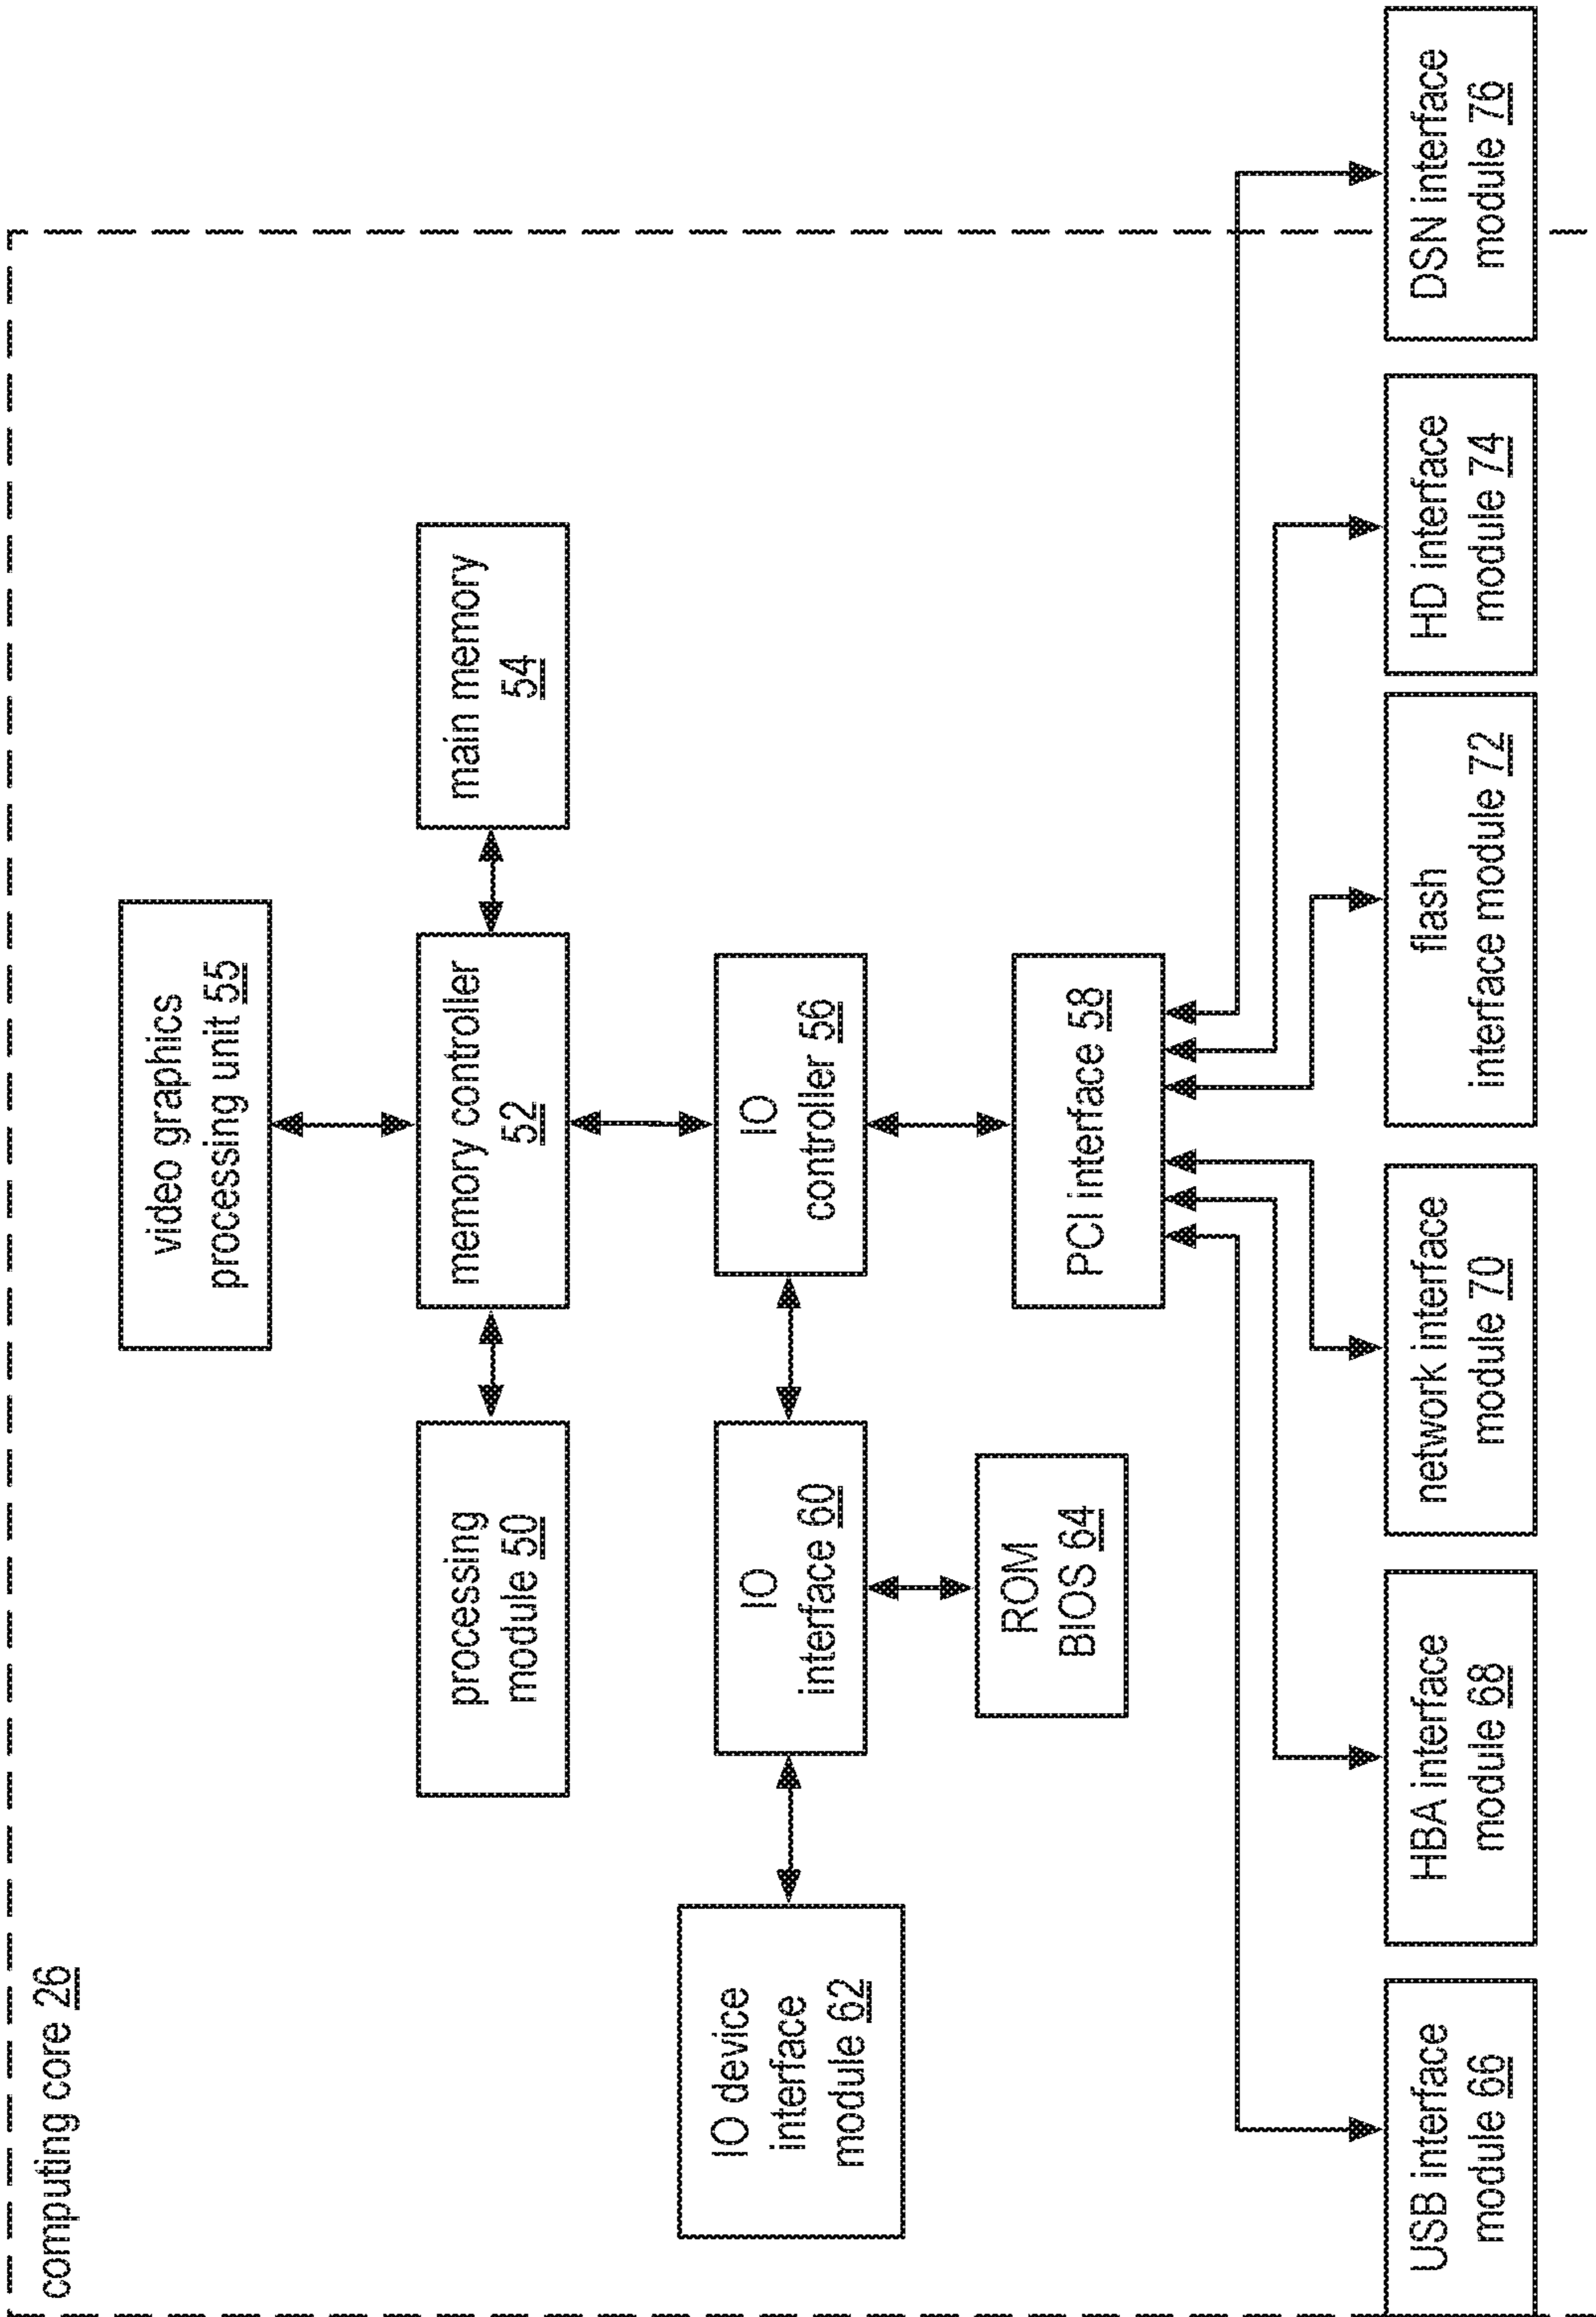 computing core 26
video graphics
processing unit 55
processing
module 50
memory controller
52
main memory
54
IO device
interface
module 62
IO
interface 60
IO
controller 56
ROM
BIOS 64
PCI interface 58
USB interface
module 66
HBA interface
module 68
network interface
module 70
flash
interface module 72
HD interface
module 74
DSN interface
module 76